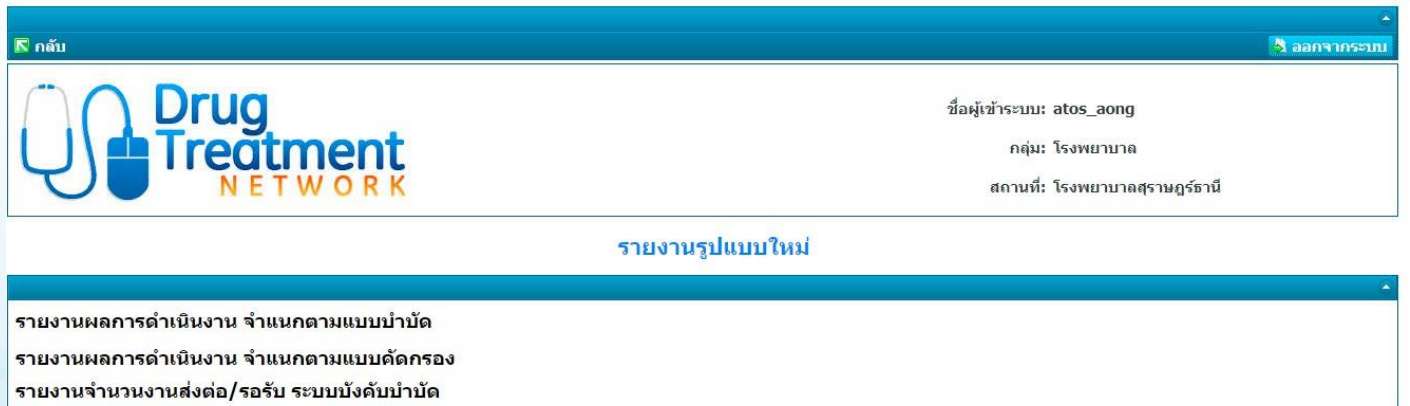 กลับ
ออกจากระบบ
Drug
Treatment
NETWORK
ชื่อผู้เข้าระบบ: atos_aong
กลุ่ม: โรงพยาบาล
สถานที่: โรงพยาบาลสุราษฎร์ธานี
รายงานรูปแบบใหม่
รายงานผลการดำเนินงาน จำแนกตามแบบบำบัด
รายงานผลการดำเนินงาน จำแนกตามแบบคัดกรอง
รายงานจำนวนงานส่งต่อ/รอรับ ระบบบังคับบำบัด